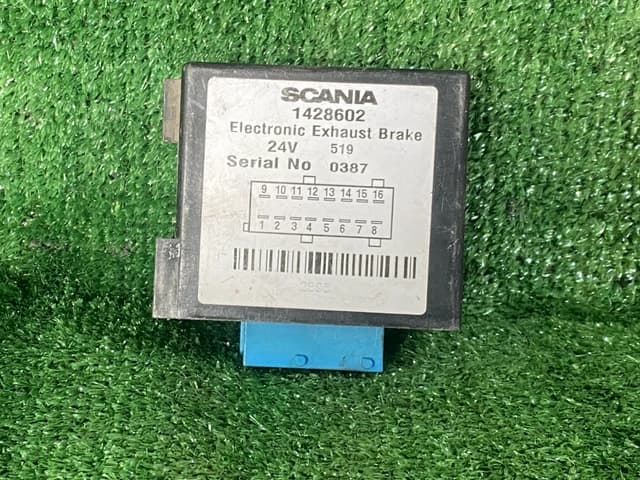 SCANIA
1428602
Electronic Exhaust Brake
24V 519
Serial No 0387
9 10 11 12 13 14 15 16
1 2 3 4 5 6 7 8